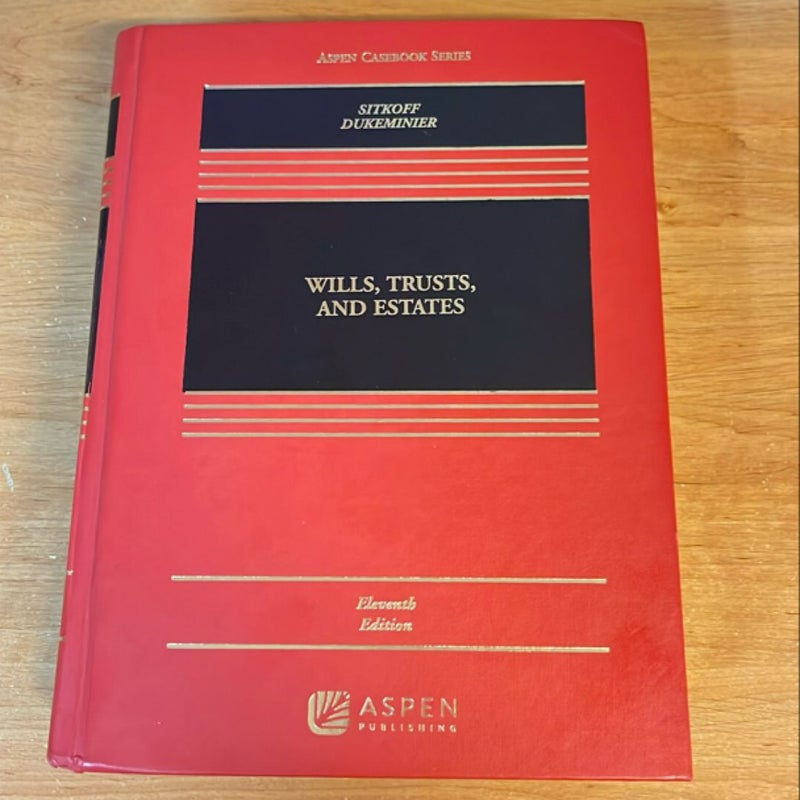 ASPEN CASEBOOK SERIES
SITKOFF
DUKEMINIER
WILLS, TRUSTS,
AND ESTATES
Eleventh
Edition
ASPEN
PUBLISHING